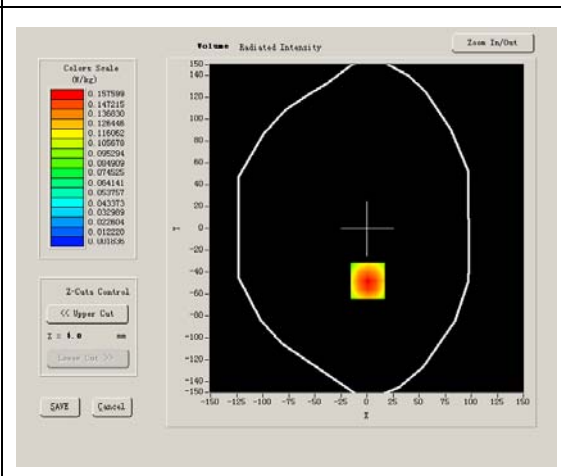 Volume Radiated Intensity
Zoom In/Out
Colors Scale
(W/kg)
0.157599
0.147215
0.136830
0.126446
0.116062
0.105678
0.095294
0.084909
0.074525
0.064141
0.053757
0.043373
0.032989
0.022604
0.012220
0.001836
Z-Cuts Control
<< Upper Cut
mm
Lower Cut >>
SAVE
Cancel
150
120
100
80
60
40
20
0
-20
-40
-60
-80
-100
-120
-140
-150
-150 -125 -100 -75 -50 -25 0 25 50 75 100 125 150
Y
X